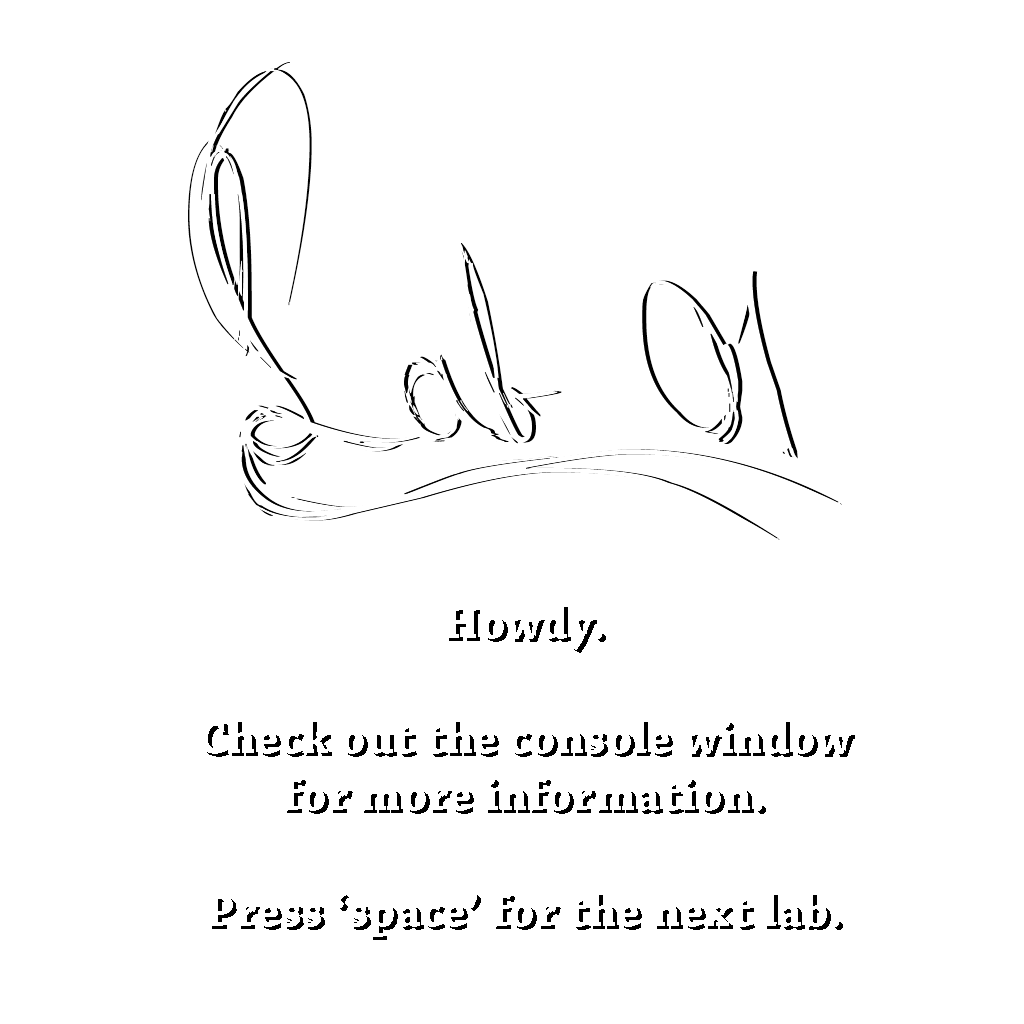 Lab 01
Howdy.
Check out the console window
for more information.
Press ‘space’ for the next lab.